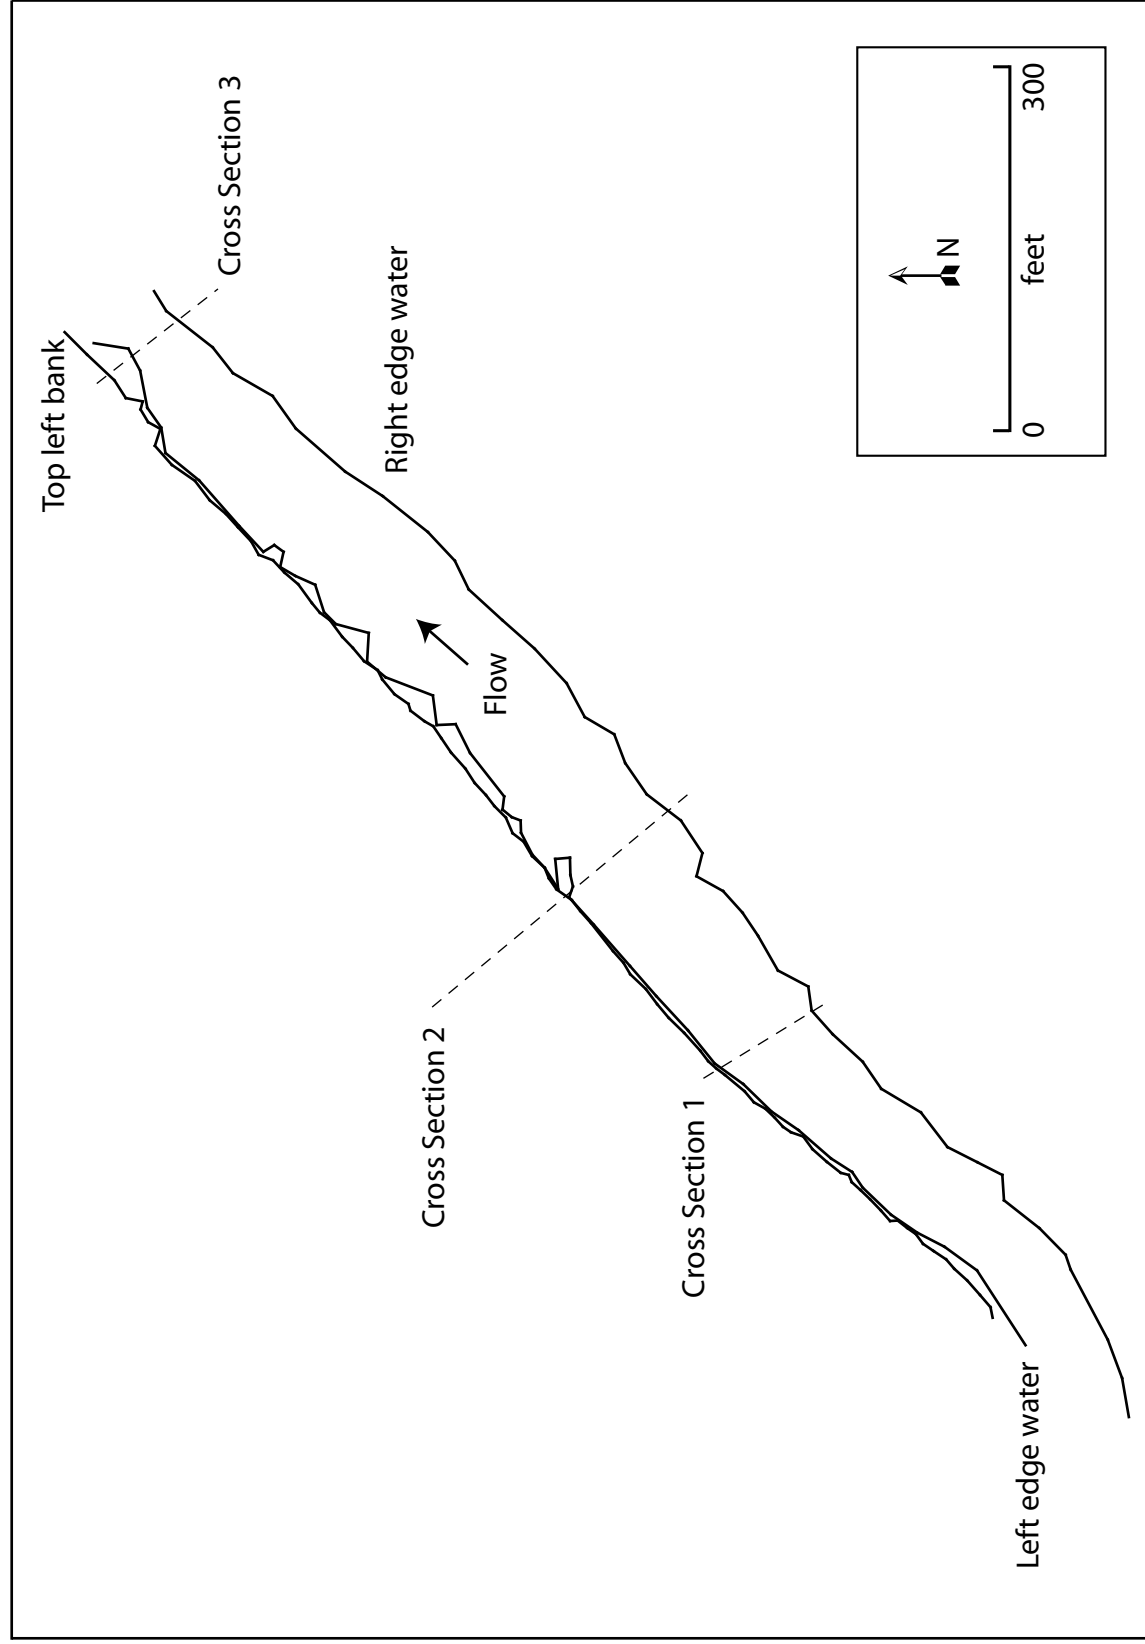 Top left bank
Cross Section 3
Right edge water
Flow
Cross Section 2
Cross Section 1
Left edge water
N
0 feet 300